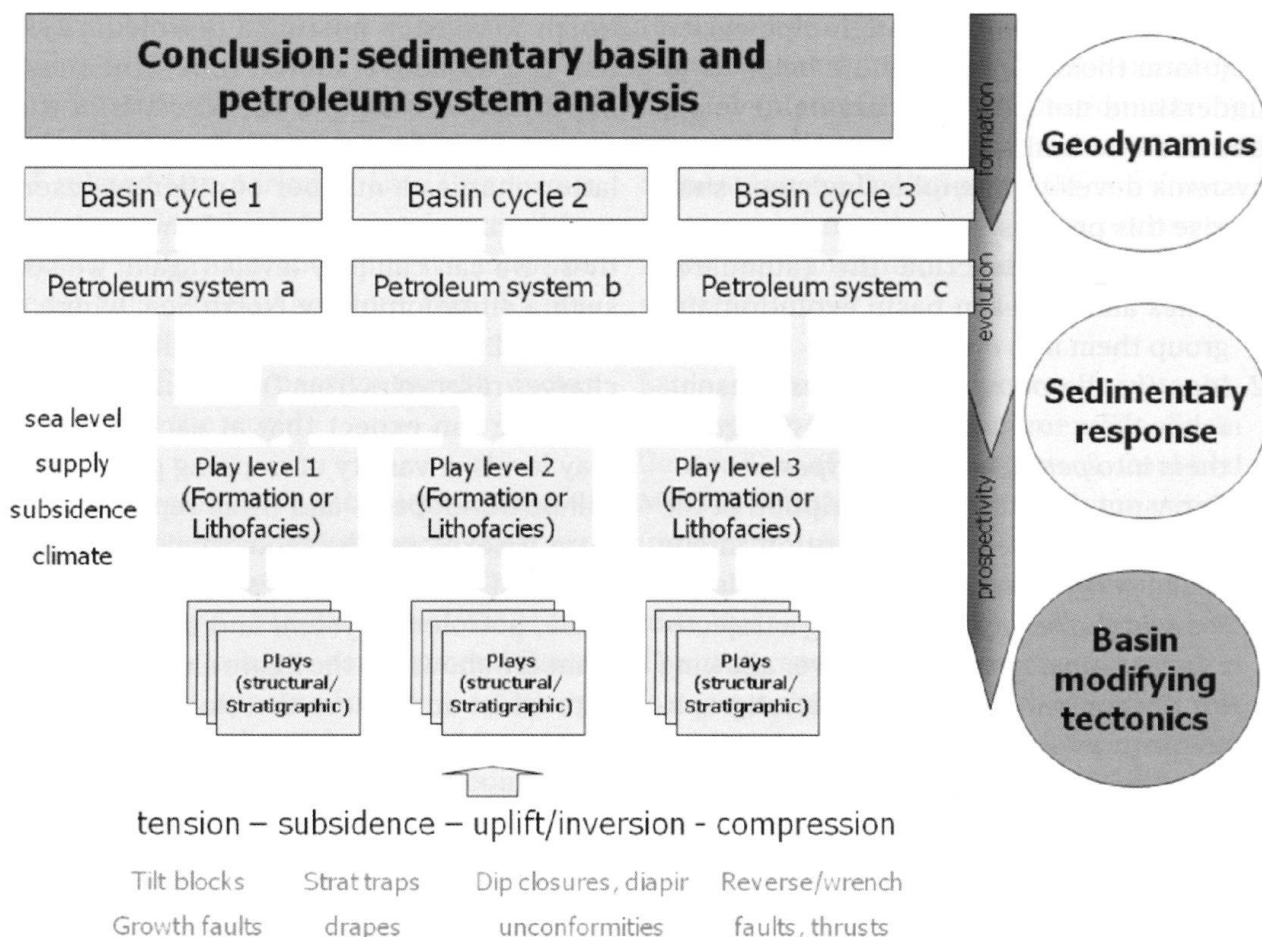 Conclusion: sedimentary basin and
petroleum system analysis
Basin cycle 1
Basin cycle 2
Basin cycle 3
Petroleum system a
Petroleum system b
Petroleum system c
sea level
supply
subsidence
climate
Play level 1
(Formation or
Lithofacies)
Play level 2
(Formation or
Lithofacies)
Play level 3
(Formation or
Lithofacies)
Plays
(structural/
Stratigraphic)
Plays
(structural/
Stratigraphic)
Plays
(structural/
Stratigraphic)
tension – subsidence – uplift/inversion - compression
Tilt blocks
Growth faults
Strat traps
drapes
Dip closures, diapir
unconformities
Reverse/wrench
faults, thrusts
formation
evolution
prospectivity
Geodynamics
Sedimentary
response
Basin
modifying
tectonics